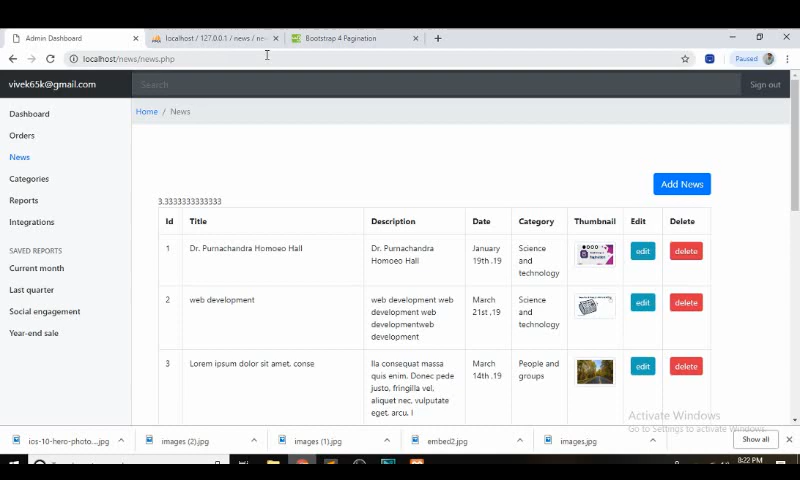 Admin Dashboard
localhost / 127.0.0.1 / news / ne
Bootstrap 4 Pagination
localhost/news/news.php
Paused
vivek65k@gmail.com
Search
Sign out
Dashboard
Orders
News
Categories
Reports
Integrations
SAVED REPORTS
Current month
Last quarter
Social engagement
Year-end sale
Home / News
Add News
3.3333333333333
Id Title Description Date Category Thumbnail Edit Delete
1 Dr. Purnachandra Homoeo Hall Dr. Purnachandra January Science edit delete
Homoeo Hall 19th ,19 and
technology
2 web development web development web March Science edit delete
development web 21st ,19 and
developmentweb technology
development
3 Lorem ipsum dolor sit amet, conse lla consequat massa March People and edit delete
quis enim. Donec pede 14th ,19 groups
justo, fringilla vel,
aliquet nec, vulputate
eget, arcu. I
Activate Windows
Go to Settings to activate Windows.
ios-10-hero-photo....jpg
images (2).jpg
images (1).jpg
embed2.jpg
images.jpg
Show all
8:22 PM